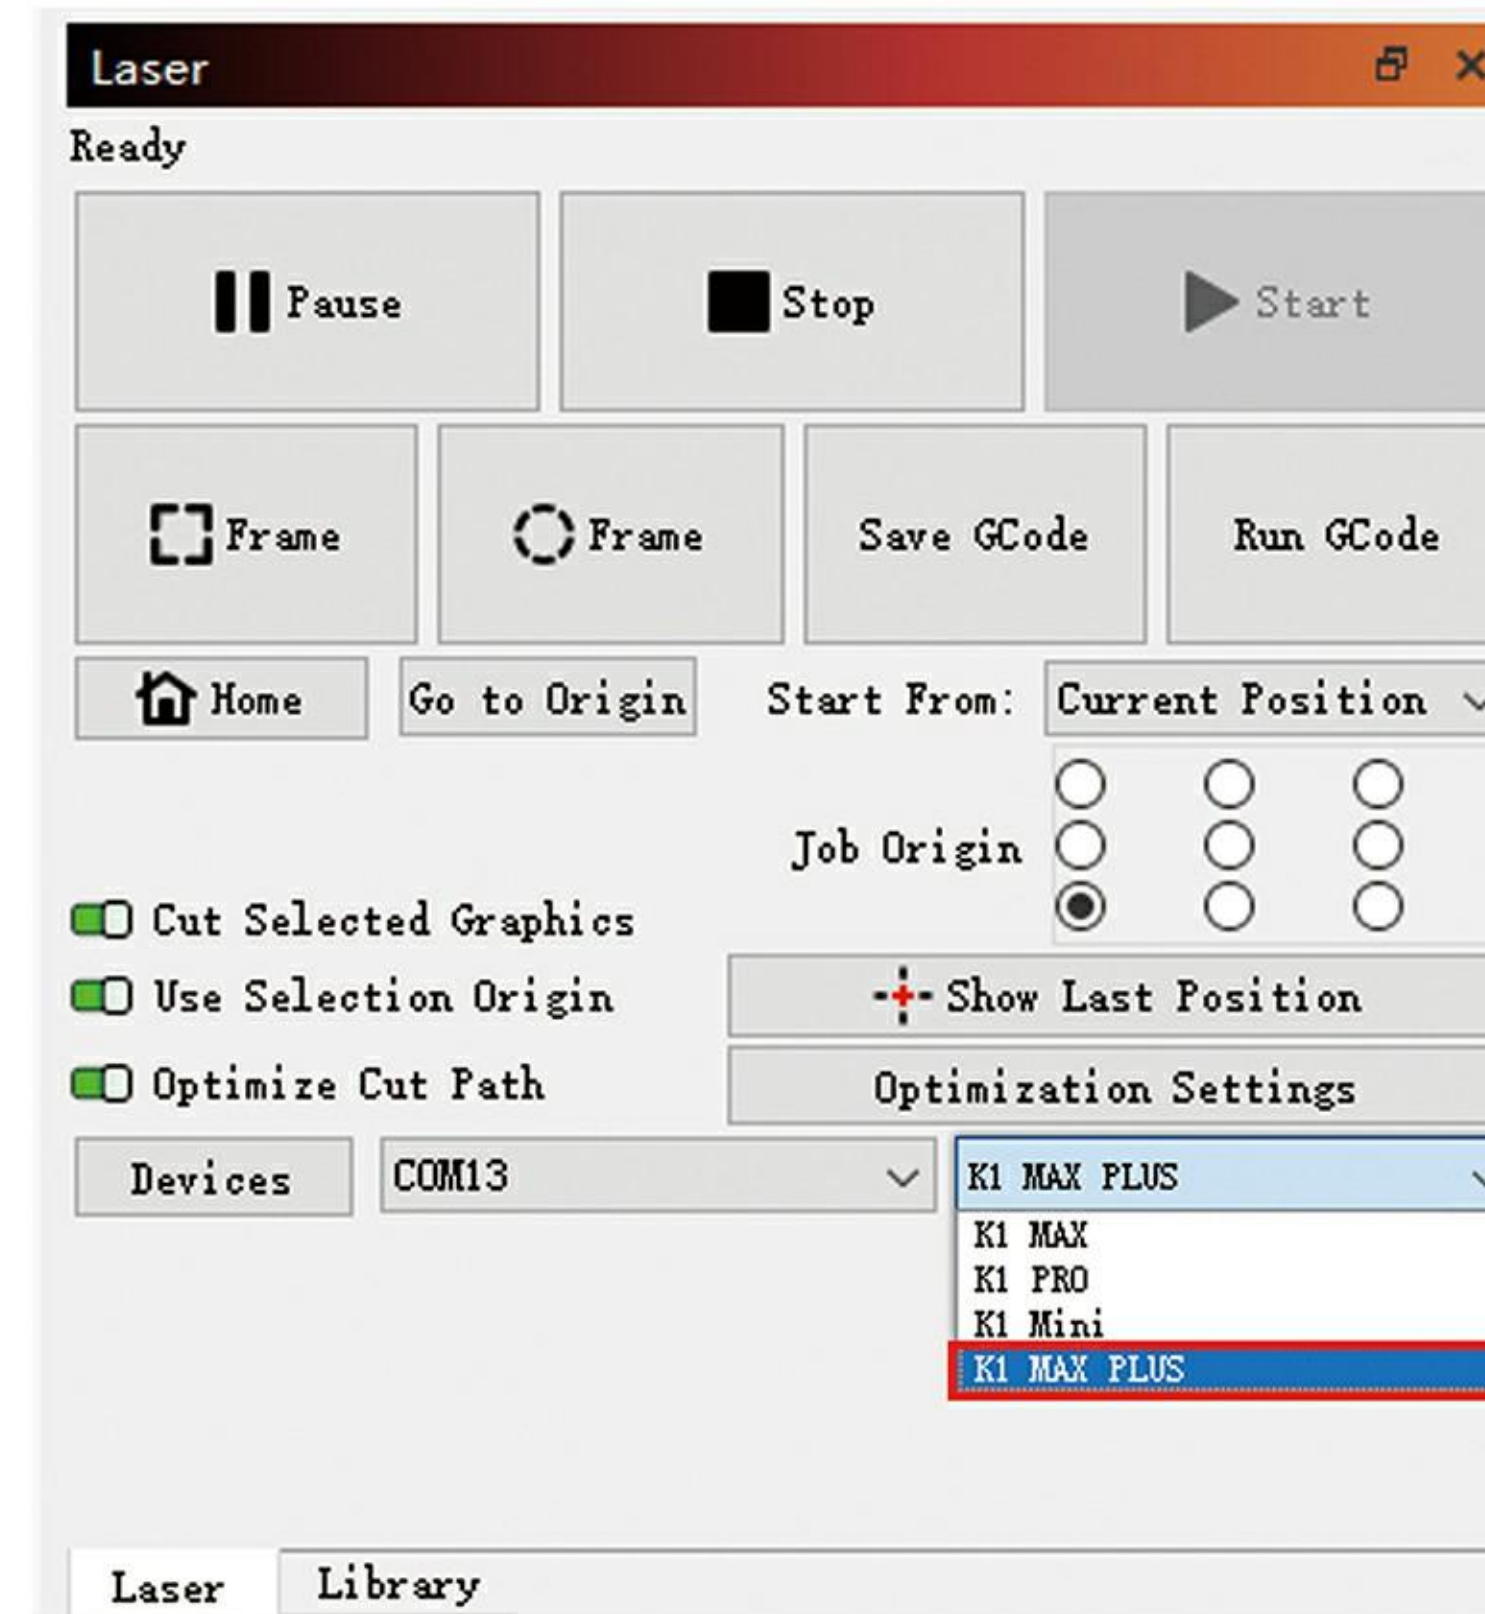 Laser
Ready
Pause
Stop
Start
Frame
Frame
Save GCode
Run GCode
Home
Go to Origin
Start From:
Current Position
Job Origin
Cut Selected Graphics
Use Selection Origin
Show Last Position
Optimize Cut Path
Optimization Settings
Devices
COM13
K1 MAX PLUS
K1 MAX
K1 PRO
K1 Mini
K1 MAX PLUS
Laser
Library